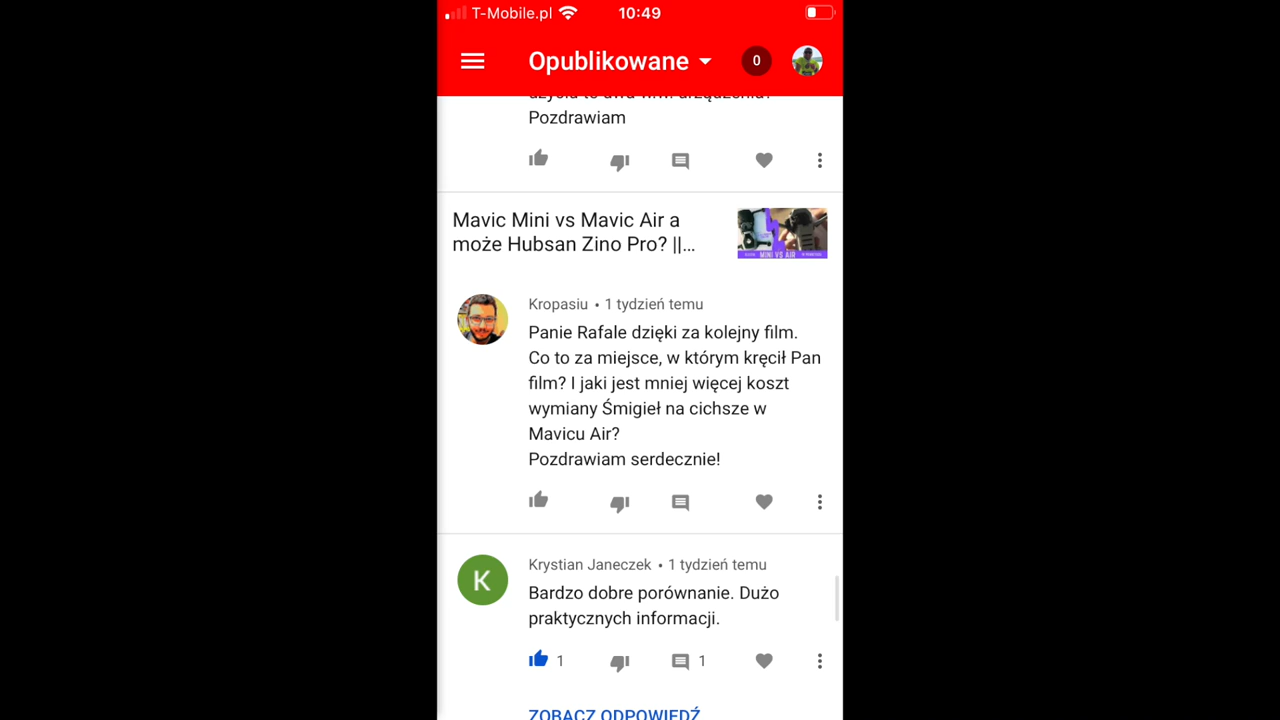 T-Mobile.pl 10:49
Opublikowane 0
Pozdrawiam
Mavic Mini vs Mavic Air a
może Hubsan Zino Pro? ||...
MINI VS AIR
Kropasiu • 1 tydzień temu
Panie Rafale dzięki za kolejny film.
Co to za miejsce, w którym kręcił Pan
film? I jaki jest mniej więcej koszt
wymiany Śmigieł na cichsze w
Mavicu Air?
Pozdrawiam serdecznie!
K
Krystian Janeczek • 1 tydzień temu
Bardzo dobre porównanie. Dużo
praktycznych informacji.
1 1
ZOBACZ ODPOWIEDŹ